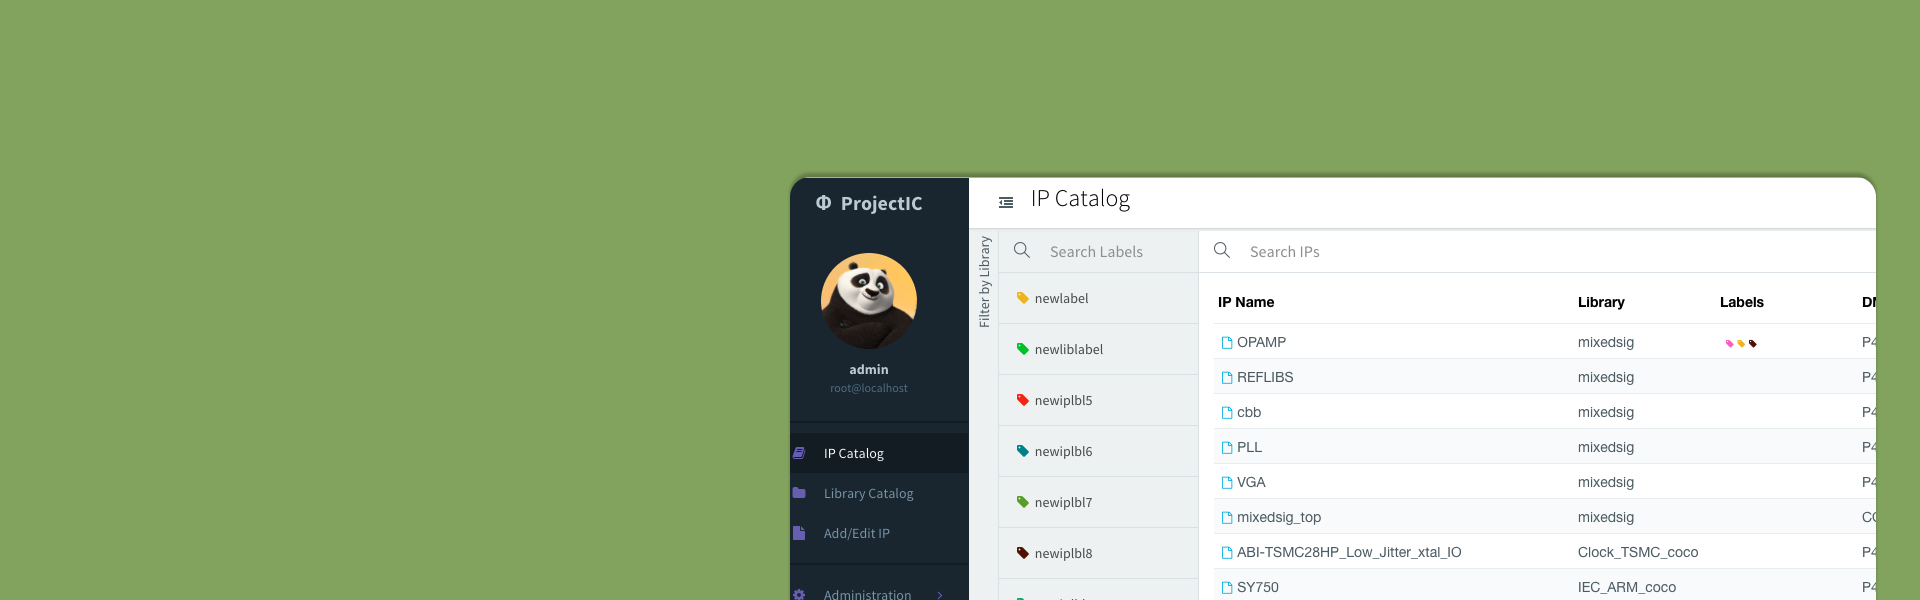 Φ ProjectIC
admin
root@localhost
IP Catalog
Library Catalog
Add/Edit IP
Administration
IP Catalog
Filter by Library
Search Labels
newlabel
newliblabel
newiplbl5
newiplbl6
newiplbl7
newiplbl8
Search IPs
IP Name Library Labels
OPAMP mixedsig P4
REFLIBS mixedsig P4
cbb mixedsig P4
PLL mixedsig P4
VGA mixedsig P4
mixedsig_top mixedsig
ABI-TSMC28HP_Low_Jitter_xtal_IO Clock_TSMC_coco P4
SY750 IEC_ARM_coco P4